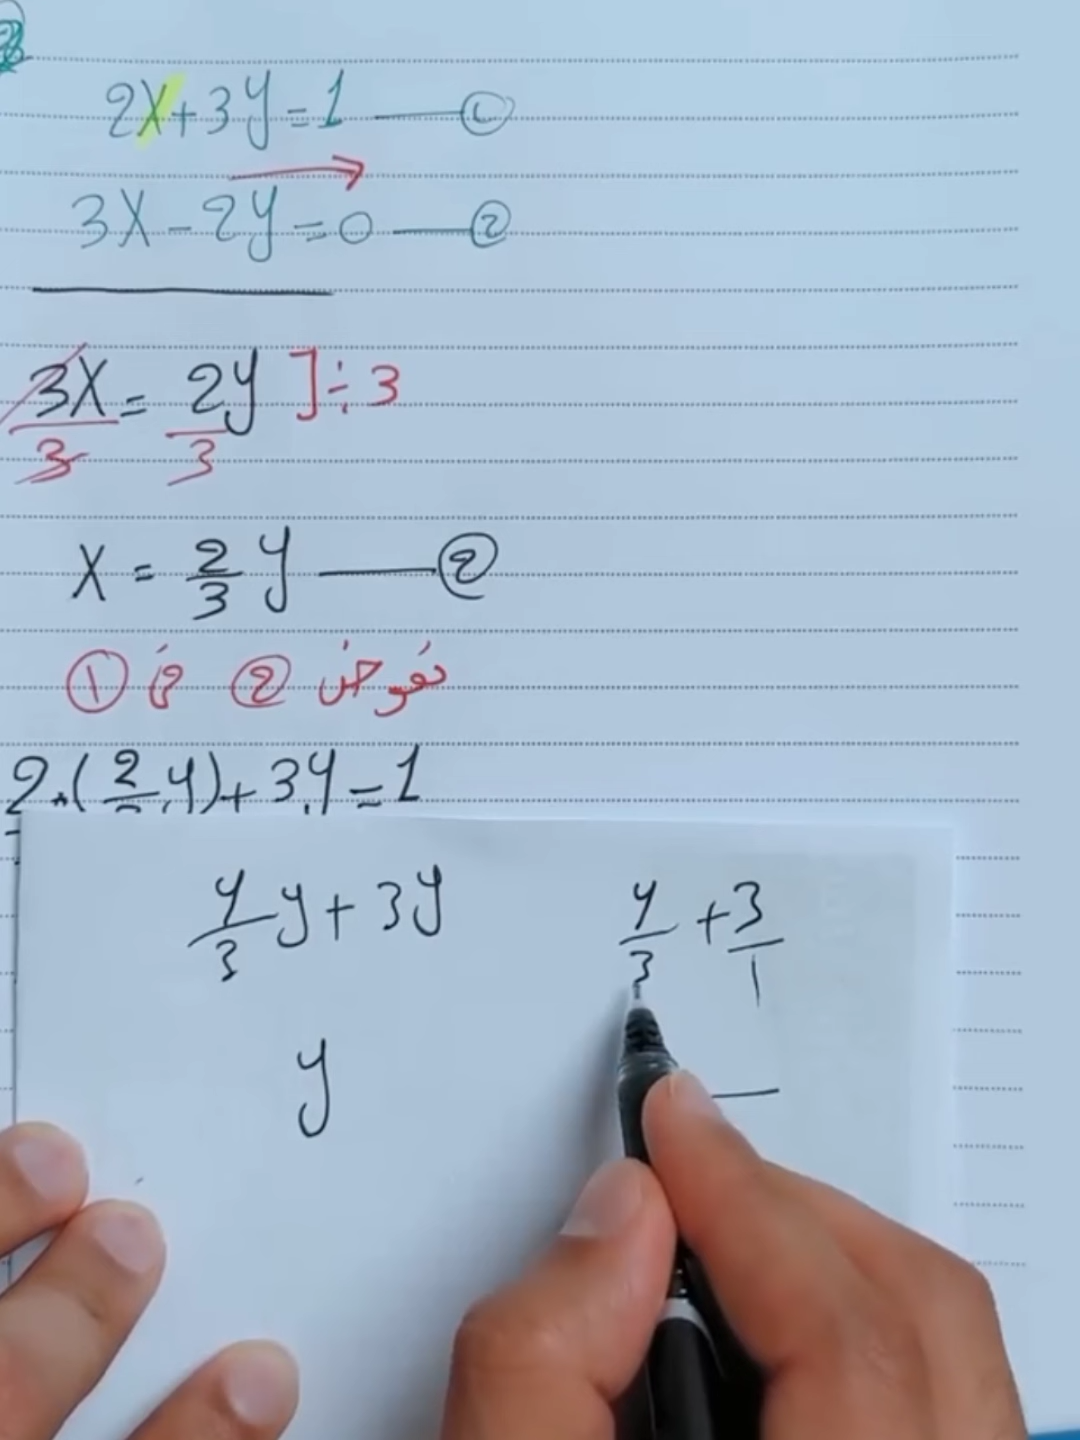 2X+3y=1 —— ①
3X-2y=0 —— ②
3X/3 = 2y/3 ] ÷ 3
X = 2/3 y —— ②
نعوض ② في ①
2·(2/ y)+3y=1
4/3 y + 3y
4/3 + 3/1
y